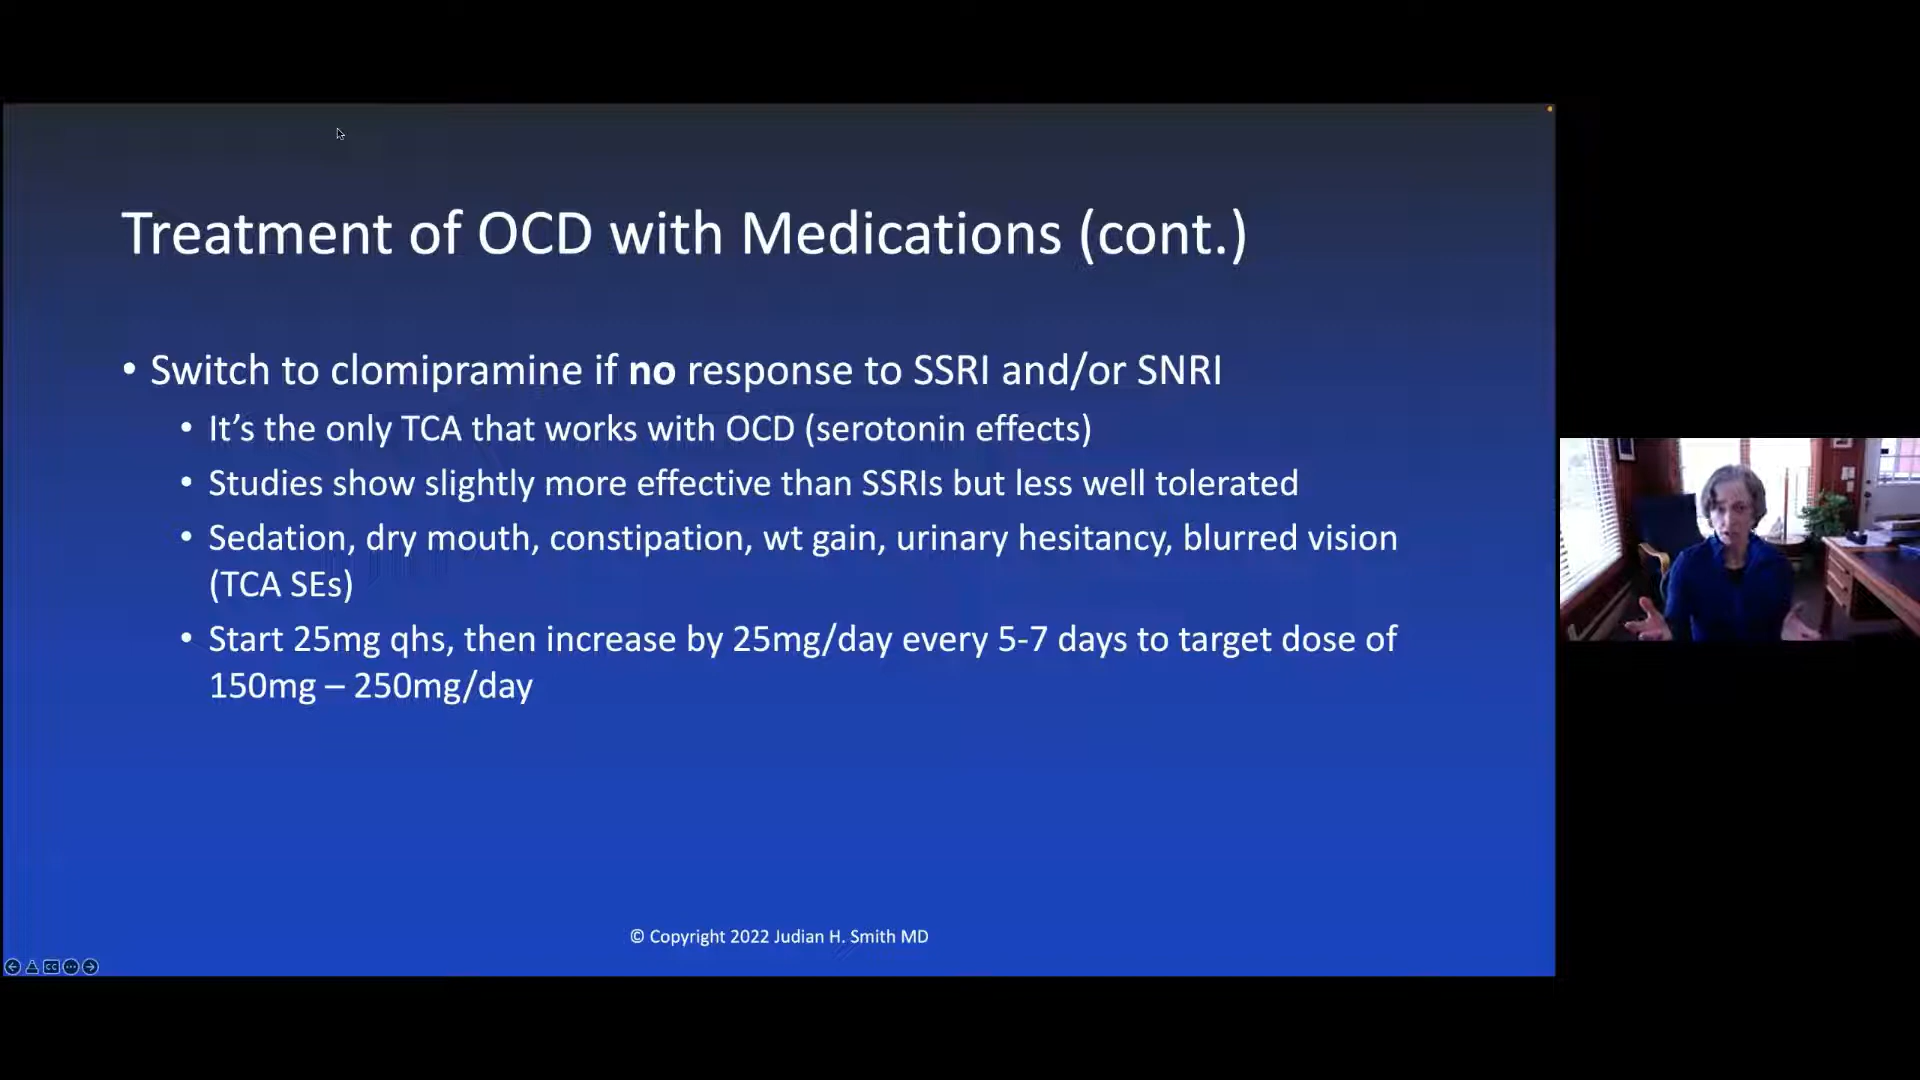 Treatment of OCD with Medications (cont.)
• Switch to clomipramine if no response to SSRI and/or SNRI
• It’s the only TCA that works with OCD (serotonin effects)
• Studies show slightly more effective than SSRIs but less well tolerated
• Sedation, dry mouth, constipation, wt gain, urinary hesitancy, blurred vision
(TCA SEs)
• Start 25mg qhs, then increase by 25mg/day every 5-7 days to target dose of
150mg – 250mg/day
© Copyright 2022 Judian H. Smith MD
CC